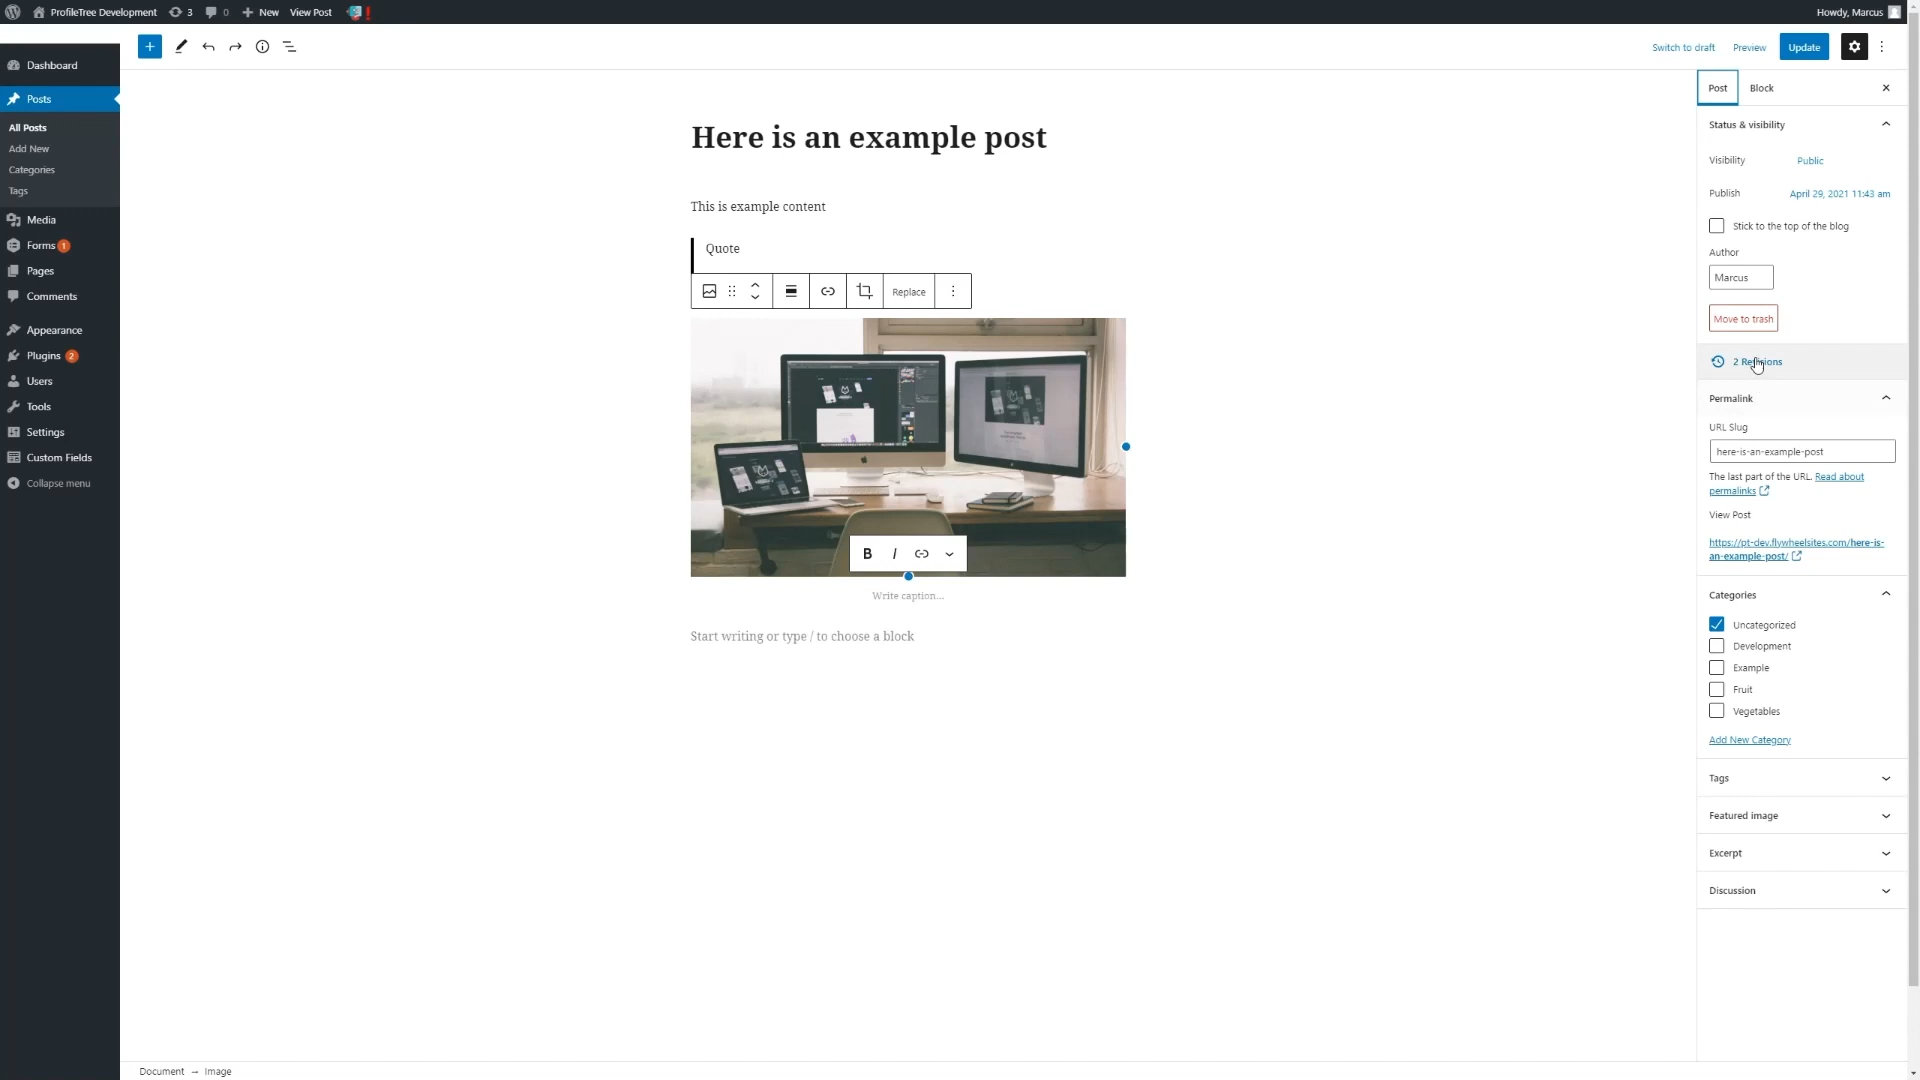 ProfileTree Development 3 0 New View Post ! Howdy, Marcus
Switch to draft Preview Update
Dashboard
Posts
All Posts
Add New
Categories
Tags
Media
Forms 1
Pages
Comments
Appearance
Plugins 2
Users
Tools
Settings
Custom Fields
Collapse menu
Here is an example post
This is example content
Quote
Replace
B I
Write caption...
Start writing or type / to choose a block
Post Block
Status & visibility
Visibility Public
Publish April 29, 2021 11:43 am
Stick to the top of the blog
Author
Marcus
Move to trash
2 Revisions
Permalink
URL Slug
here-is-an-example-post
The last part of the URL. Read about
permalinks
View Post
https://pt-dev.flywheelsites.com/here-is-
an-example-post/
Categories
Uncategorized
Development
Example
Fruit
Vegetables
Add New Category
Tags
Featured image
Excerpt
Discussion
Document → Image